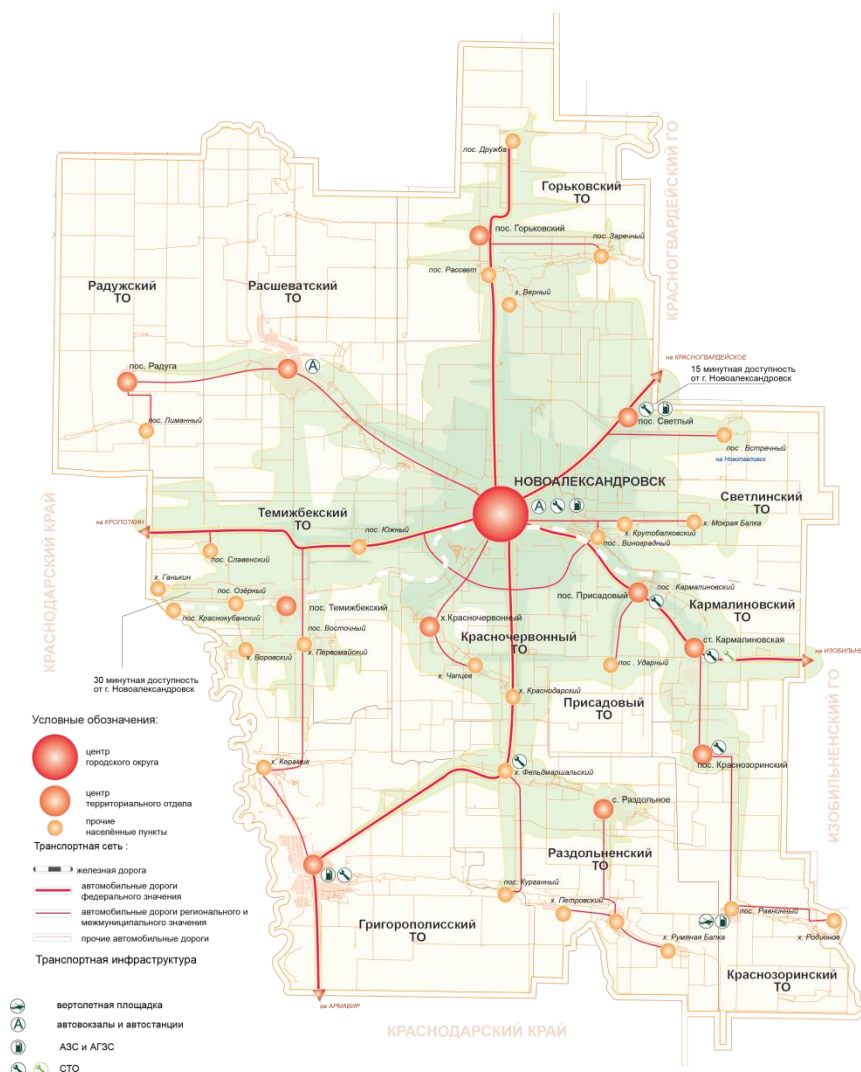 пос. Дружба
Горьковский
ТО
пос. Горьковский
пос. Заречный
КРАСНОГВАРДЕЙСКИЙ ГО
пос. Рассвет
х. Верный
Радужский
ТО
Расшеватский
ТО
на КРАСНОГВАРДЕЙСКОЕ
15 минутная доступность
от г. Новоалександровск
пос. Радуга
А
пос. Светлый
пос. Лиманный
пос. Встречный
на Новопавловск
НОВОАЛЕКСАНДРОВСК
А
Светлинский
ТО
Темижбекский
ТО
на КРОПОТКИН
пос. Южный
х. Крутобалковский
х. Мокрая Балка
пос. Виноградный
пос. Славенский
КРАСНОДАРСКИЙ КРАЙ
х. Ганькин
пос. Озёрный
пос. Темижбекский
пос. Краснокубанский
пос. Восточный
х. Воровский
х. Первомайский
х.Красночервонный
Красночервонный
ТО
пос. Присадовый
пос. Кармалиновский
Кармалиновский
ТО
ст. Кармалиновская
на ИЗОБИЛЬНЕ
х. Чапцев
пос. Ударный
30 минутная доступность
от г. Новоалександровск
х. Краснодарский
Присадовый
ТО
ИЗОБИЛЬНЕНСКИЙ ГО
Условные обозначения:
центр
городского округа
центр
территориального отдела
прочие
населённые пункты
Транспортная сеть :
железная дорога
автомобильные дороги
федерального значения
автомобильные дороги регионального и
межмуниципального значения
прочие автомобильные дороги
Транспортная инфраструктура
х. Керамик
х. Фельдмаршальский
пос. Краснозоринский
с. Раздольное
Раздольненский
ТО
пос. Курганный
х. Петровский
пос. Равнинный
х. Родионов
х. Румяная Балка
Григорополисский
ТО
Краснозоринский
ТО
на АРМАВИР
КРАСНОДАРСКИЙ КРАЙ
вертолетная площадка
А
автовокзалы и автостанции
АЗС и АГЗС
СТО